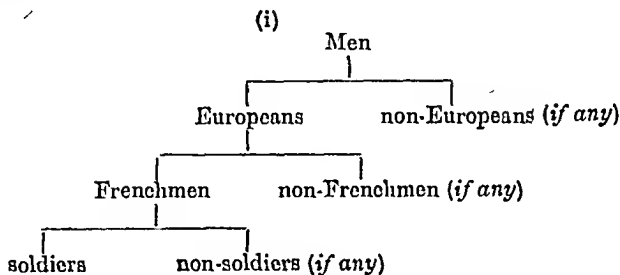 (i)
Men
Europeans non-Europeans (if any)
Frenchmen non-Frenchmen (if any)
soldiers non-soldiers (if any)